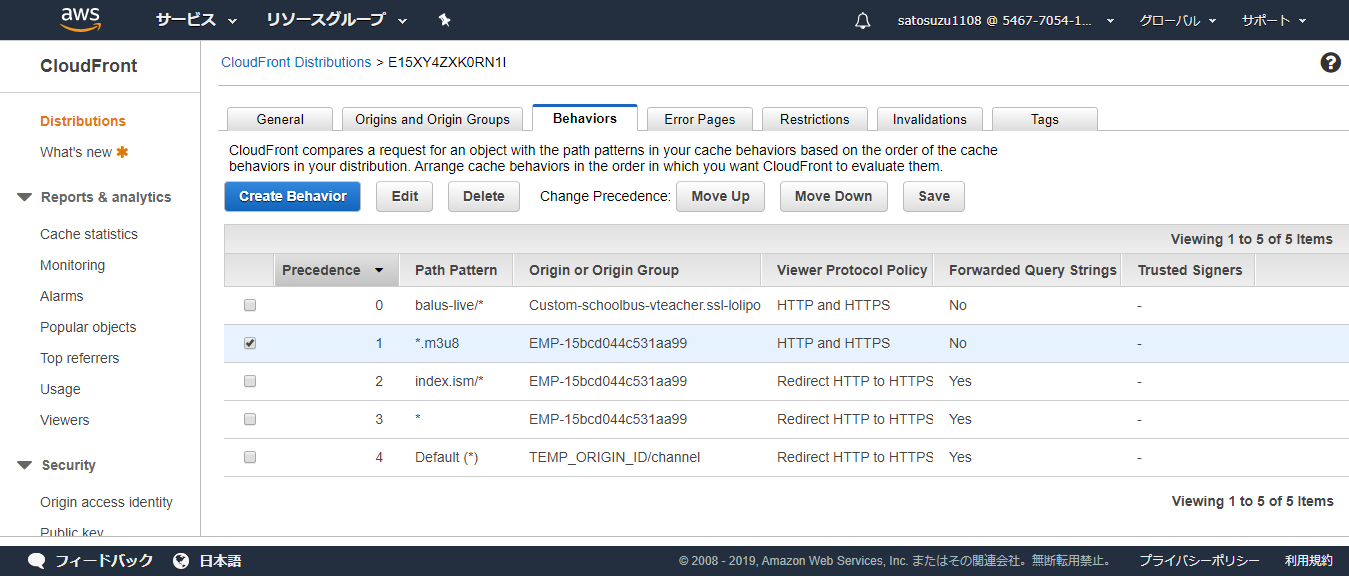 aws サービス リソースグループ satosuzu1108 @ 5467-7054-1... グローバル サポート
CloudFront
CloudFront Distributions > E15XY4ZXK0RN1I
Distributions
What's new
Reports & analytics
Cache statistics
Monitoring
Alarms
Popular objects
Top referrers
Usage
Viewers
Security
Origin access identity
Public key
General Origins and Origin Groups Behaviors Error Pages Restrictions Invalidations Tags
CloudFront compares a request for an object with the path patterns in your cache behaviors based on the order of the cache
behaviors in your distribution. Arrange cache behaviors in the order in which you want CloudFront to evaluate them.
Create Behavior Edit Delete Change Precedence: Move Up Move Down Save
Viewing 1 to 5 of 5 Items
Precedence Path Pattern Origin or Origin Group Viewer Protocol Policy Forwarded Query Strings Trusted Signers
0 balus-live/* Custom-schoolbus-vteacher.ssl-lolipo HTTP and HTTPS No -
1 *.m3u8 EMP-15bcd044c531aa99 HTTP and HTTPS No -
2 index.ism/* EMP-15bcd044c531aa99 Redirect HTTP to HTTPS Yes -
3 * EMP-15bcd044c531aa99 Redirect HTTP to HTTPS Yes -
4 Default (*) TEMP_ORIGIN_ID/channel Redirect HTTP to HTTPS Yes -
Viewing 1 to 5 of 5 Items
フィードバック 日本語 © 2008 - 2019, Amazon Web Services, Inc. またはその関連会社。無断転用禁止。 プライバシーポリシー 利用規約